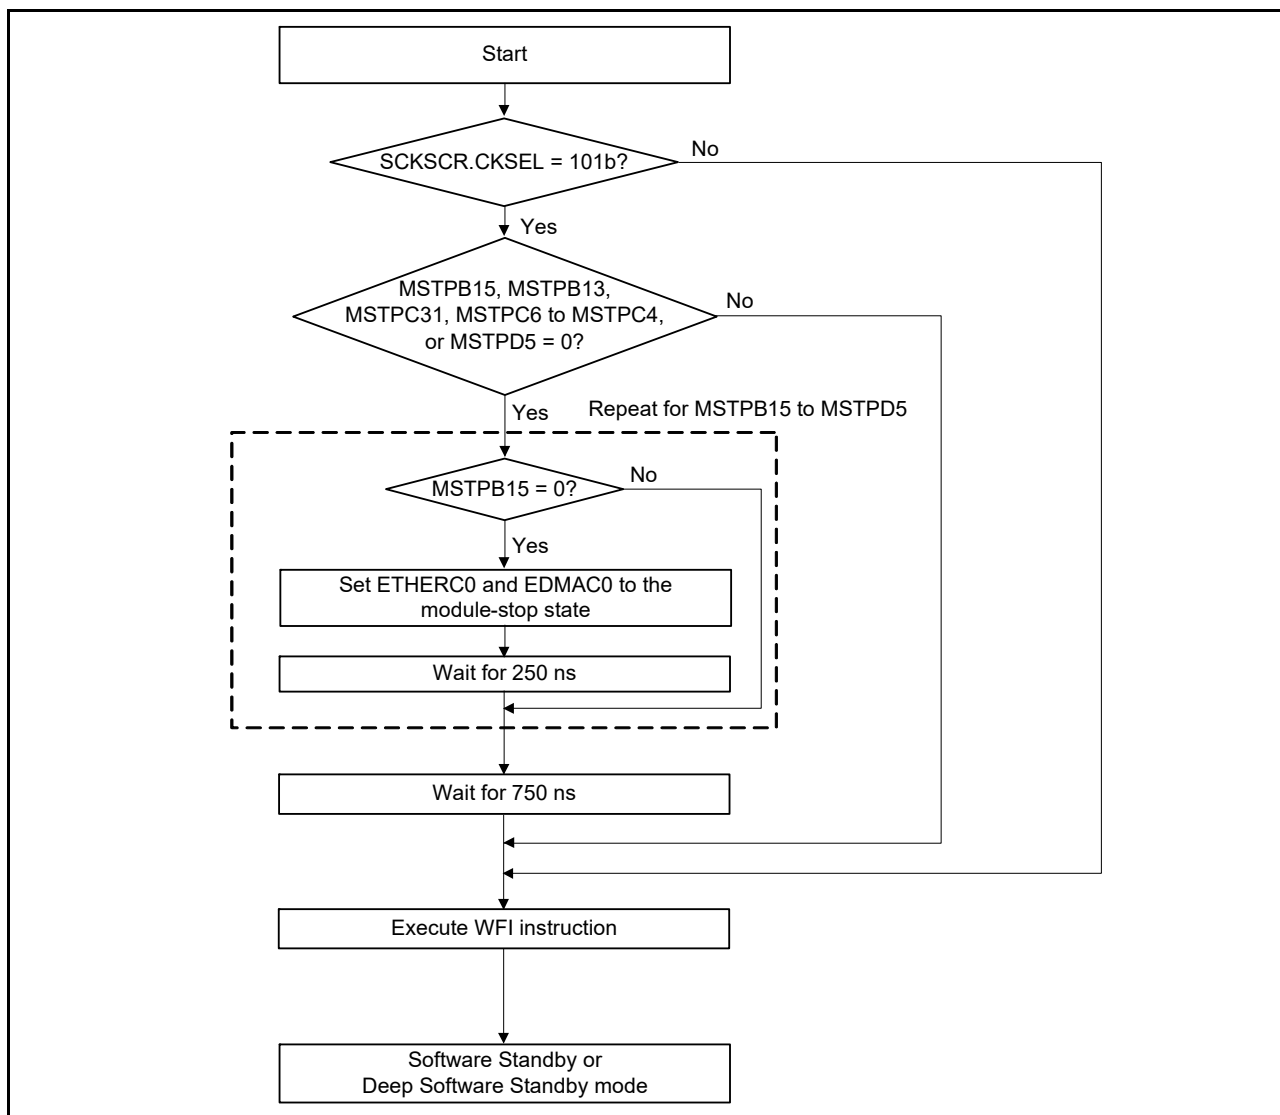 Start
SCKSCR.CKSEL = 101b?
No
Yes
MSTPB15, MSTPB13,
MSTPC31, MSTPC6 to MSTPC4,
or MSTPD5 = 0?
No
Yes
Repeat for MSTPB15 to MSTPD5
MSTPB15 = 0?
No
Yes
Set ETHERC0 and EDMAC0 to the
module-stop state
Wait for 250 ns
Wait for 750 ns
Execute WFI instruction
Software Standby or
Deep Software Standby mode